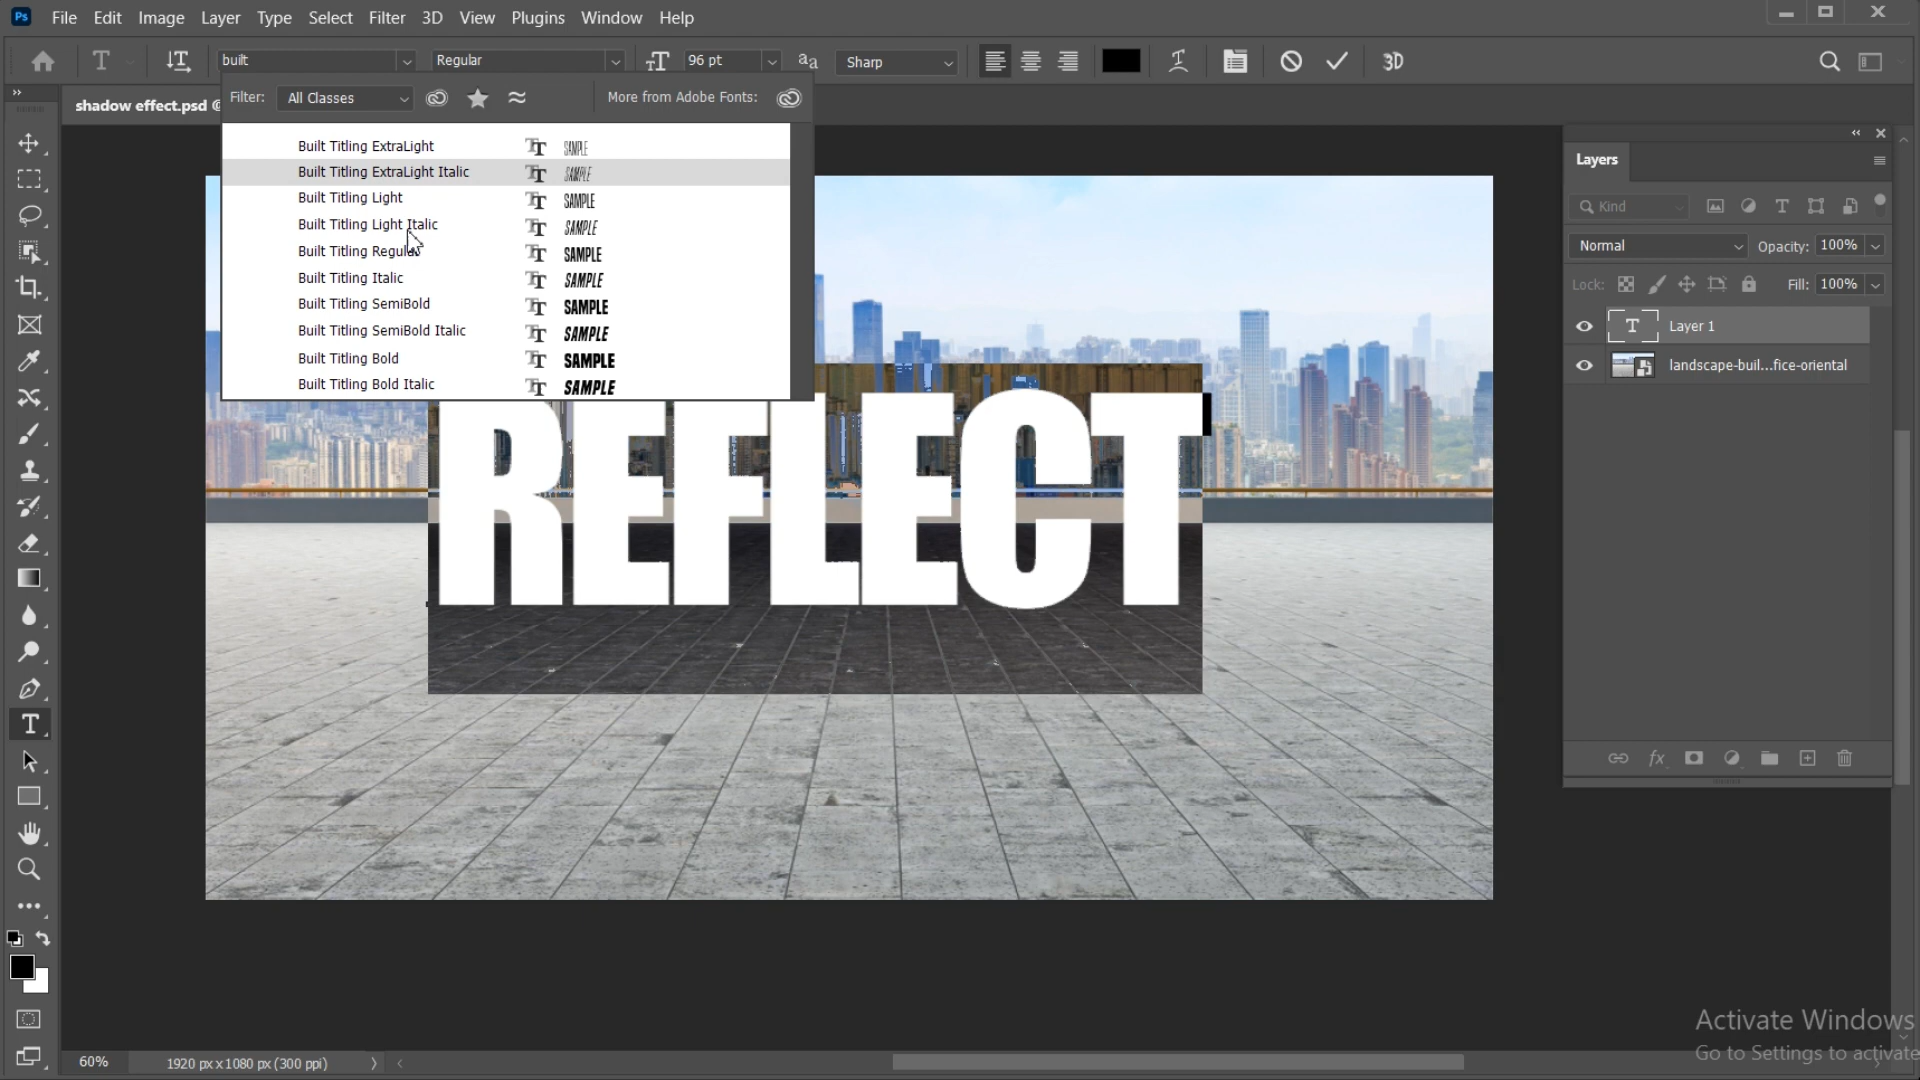 Ps File Edit Image Layer Type Select Filter 3D View Plugins Window Help
T T built Regular T 96 pt aa Sharp 3D
shadow effect.psd @
Filter: All Classes More from Adobe Fonts:
Built Titling ExtraLight SAMPLE
Built Titling ExtraLight Italic SAMPLE
Built Titling Light SAMPLE
Built Titling Light Italic SAMPLE
Built Titling Regular SAMPLE
Built Titling Italic SAMPLE
Built Titling SemiBold SAMPLE
Built Titling SemiBold Italic SAMPLE
Built Titling Bold SAMPLE
Built Titling Bold Italic SAMPLE
REFLECT
Layers
Kind
Normal Opacity: 100%
Lock: Fill: 100%
T Layer 1
landscape-buil...fice-oriental
fx
60% 1920 px x 1080 px (300 ppi)
Activate Windows
Go to Settings to activate